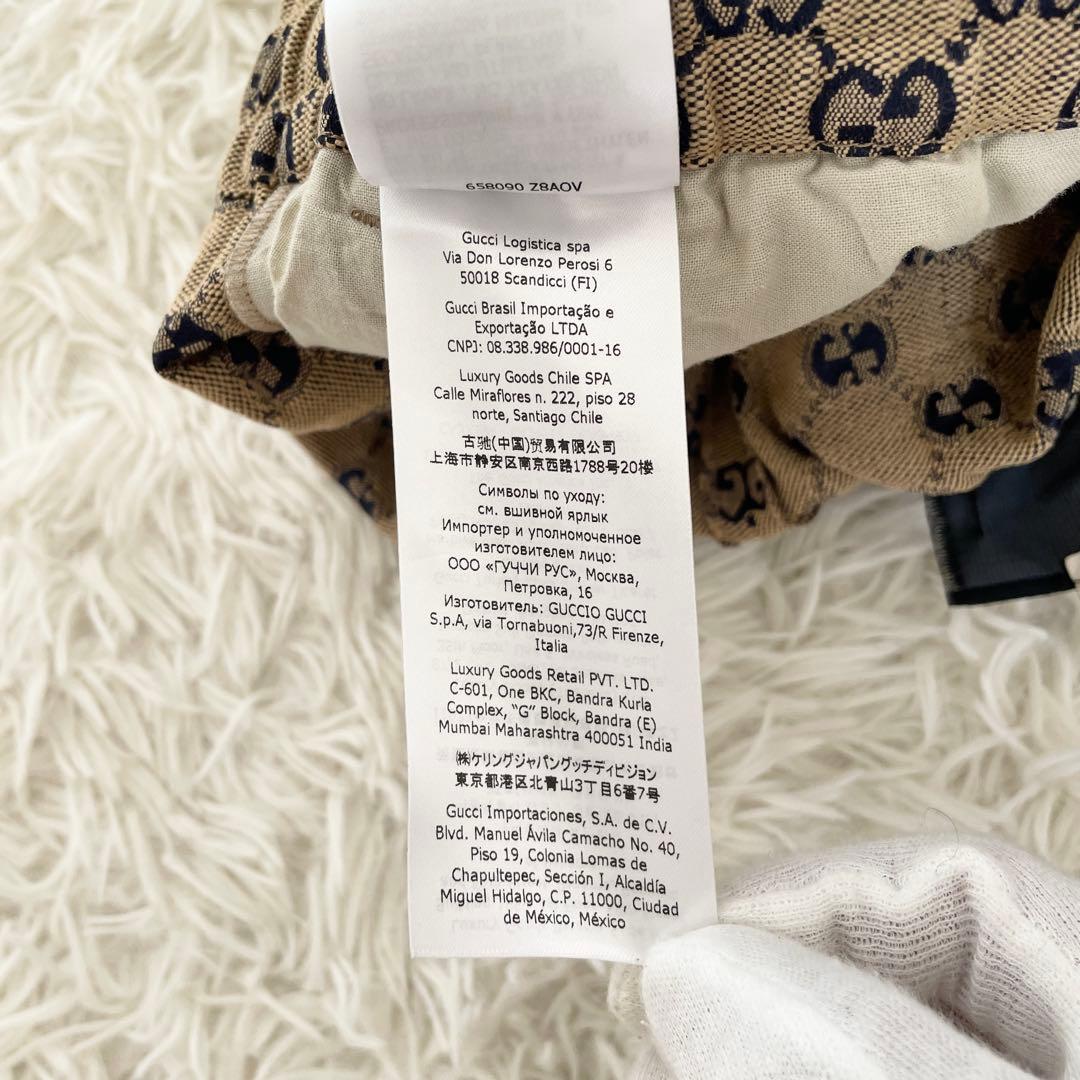 658090 Z8AOV
Gucci Logistica spa
Via Don Lorenzo Perosi 6
50018 Scandicci (FI)
Gucci Brasil Importação e
Exportação LTDA
CNPJ: 08.338.986/0001-16
Luxury Goods Chile SPA
Calle Miraflores n. 222, piso 28
norte, Santiago Chile
古驰(中国)贸易有限公司
上海市静安区南京西路1788号20楼
Символы по уходу:
см. вшивной ярлык
Импортер и уполномоченное
изготовителем лицо:
ООО «ГУЧЧИ РУС», Москва,
Петровка, 16
Изготовитель: GUCCIO GUCCI
S.p.A, via Tornabuoni,73/R Firenze,
Italia
Luxury Goods Retail PVT. LTD.
C-601, One BKC, Bandra Kurla
Complex, “G” Block, Bandra (E)
Mumbai Maharashtra 400051 India
㈱ケリングジャパングッチディビジョン
東京都港区北青山3丁目6番7号
Gucci Importaciones, S.A. de C.V.
Blvd. Manuel Ávila Camacho No. 40,
Piso 19, Colonia Lomas de
Chapultepec, Sección I, Alcaldía
Miguel Hidalgo, C.P. 11000, Ciudad
de México, México